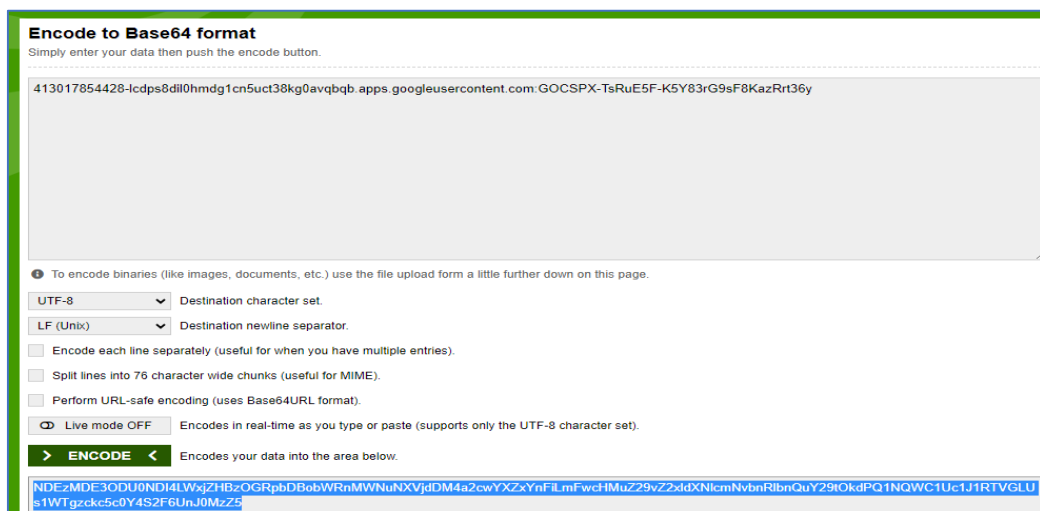 Encode to Base64 format
Simply enter your data then push the encode button.
413017854428-lcdps8dil0hmdg1cn5uct38kg0avqbqb.apps.googleusercontent.com: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
To encode binaries (like images, documents, etc.) use the file upload form a little further down on this page.
UTF-8 Destination character set.
LF (Unix) Destination newline separator.
Encode each line separately (useful for when you have multiple entries).
Split lines into 76 character wide chunks (useful for MIME).
Perform URL-safe encoding (uses Base64URL format).
Live mode OFF Encodes in real-time as you type or paste (supports only the UTF-8 character set).
> ENCODE < Encodes your data into the area below.
NDEzMDE3ODU0NDI4LWxjZHBzOGRpbDBobWRnMWNuNXVjdDM4a2cwYXZxYnFiLmFwcHMuZ29vZ2xldXNlcmNvbnRlbnQuY29tOkdPQ1NQWC1Uc1J1RTVGLU
s1WTgzckc5c0Y4S2F6UnJ0MzZ5